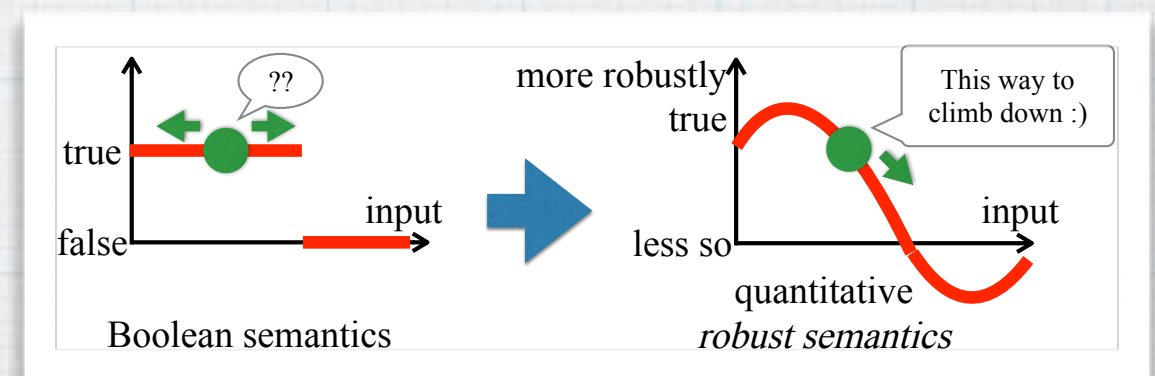 ??
true
false
input
Boolean semantics
more robustly
true
This way to
climb down :)
input
less so
quantitative
robust semantics